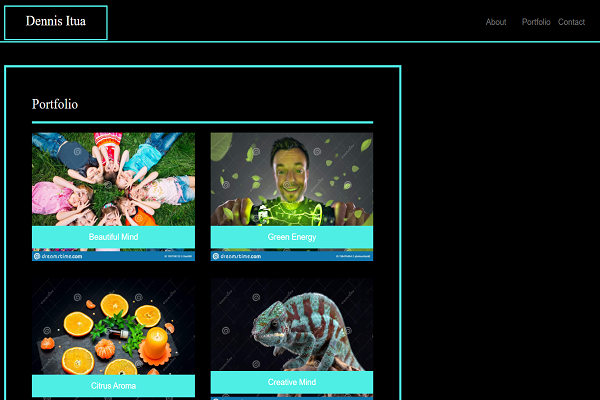 Dennis Itua
About Portfolio Contact
Portfolio
Beautiful Mind
Green Energy
dreamstime.com
dreamstime.com
Citrus Aroma
Creative Mind